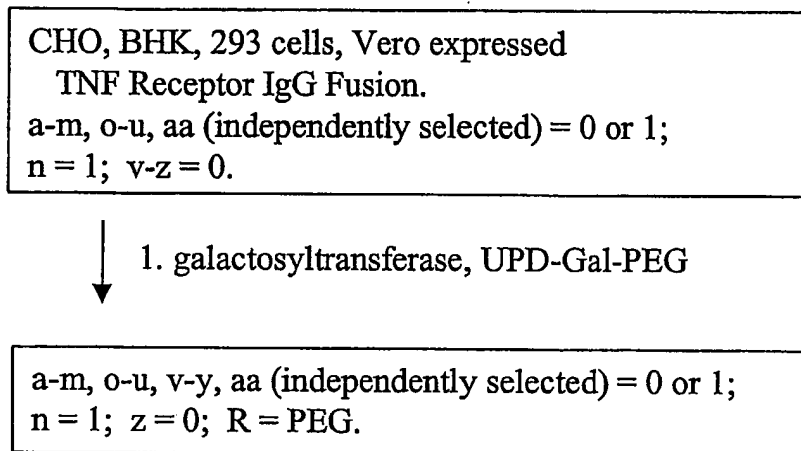 CHO, BHK, 293 cells, Vero expressed
TNF Receptor IgG Fusion.
a-m, o-u, aa (independently selected) = 0 or 1;
n = 1; v-z = 0.
1. galactosyltransferase, UPD-Gal-PEG
a-m, o-u, v-y, aa (independently selected) = 0 or 1;
n = 1; z = 0; R = PEG.